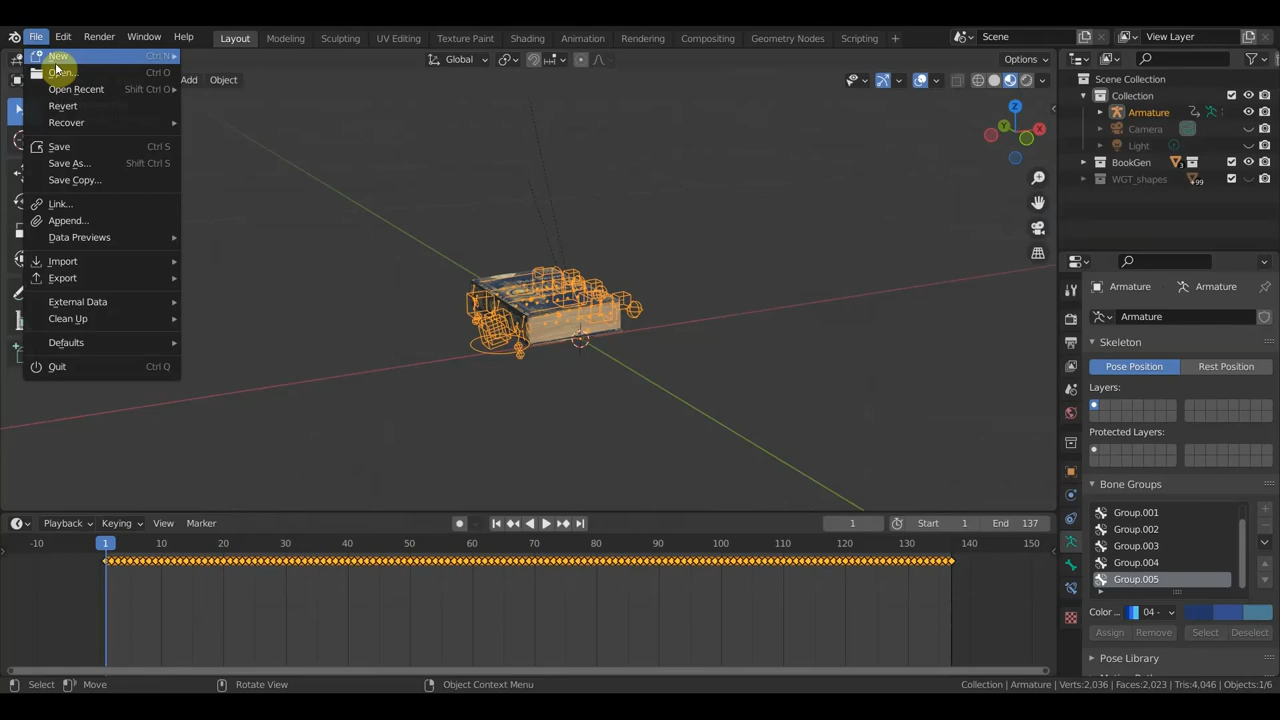 File Edit Render Window Help Layout Modeling Sculpting UV Editing Texture Paint Shading Animation Rendering Compositing Geometry Nodes Scripting + Scene View Layer
New Ctrl N
Open... Ctrl O
Open Recent Shift Ctrl O
Revert
Recover
Save Ctrl S
Save As... Shift Ctrl S
Save Copy...
Link...
Append...
Data Previews
Import
Export
External Data
Clean Up
Defaults
Quit Ctrl Q
Global Options
Add Object
Scene Collection
Collection
Armature
Camera
Light
BookGen 3
WGT_shapes 99
X
Y
Z
Armature Armature
Armature
Skeleton
Pose Position Rest Position
Layers:
Protected Layers:
Bone Groups
Group.001
Group.002
Group.003
Group.004
Group.005
Color ... 04 -
Assign Remove Select Deselect
Pose Library
Playback Keying View Marker 1 Start 1 End 137
-10 1 10 20 30 40 50 60 70 80 90 100 110 120 130 140 150
Select Move Rotate View Object Context Menu Collection | Armature | Verts:2,036 | Faces:2,023 | Tris:4,046 | Objects:1/6